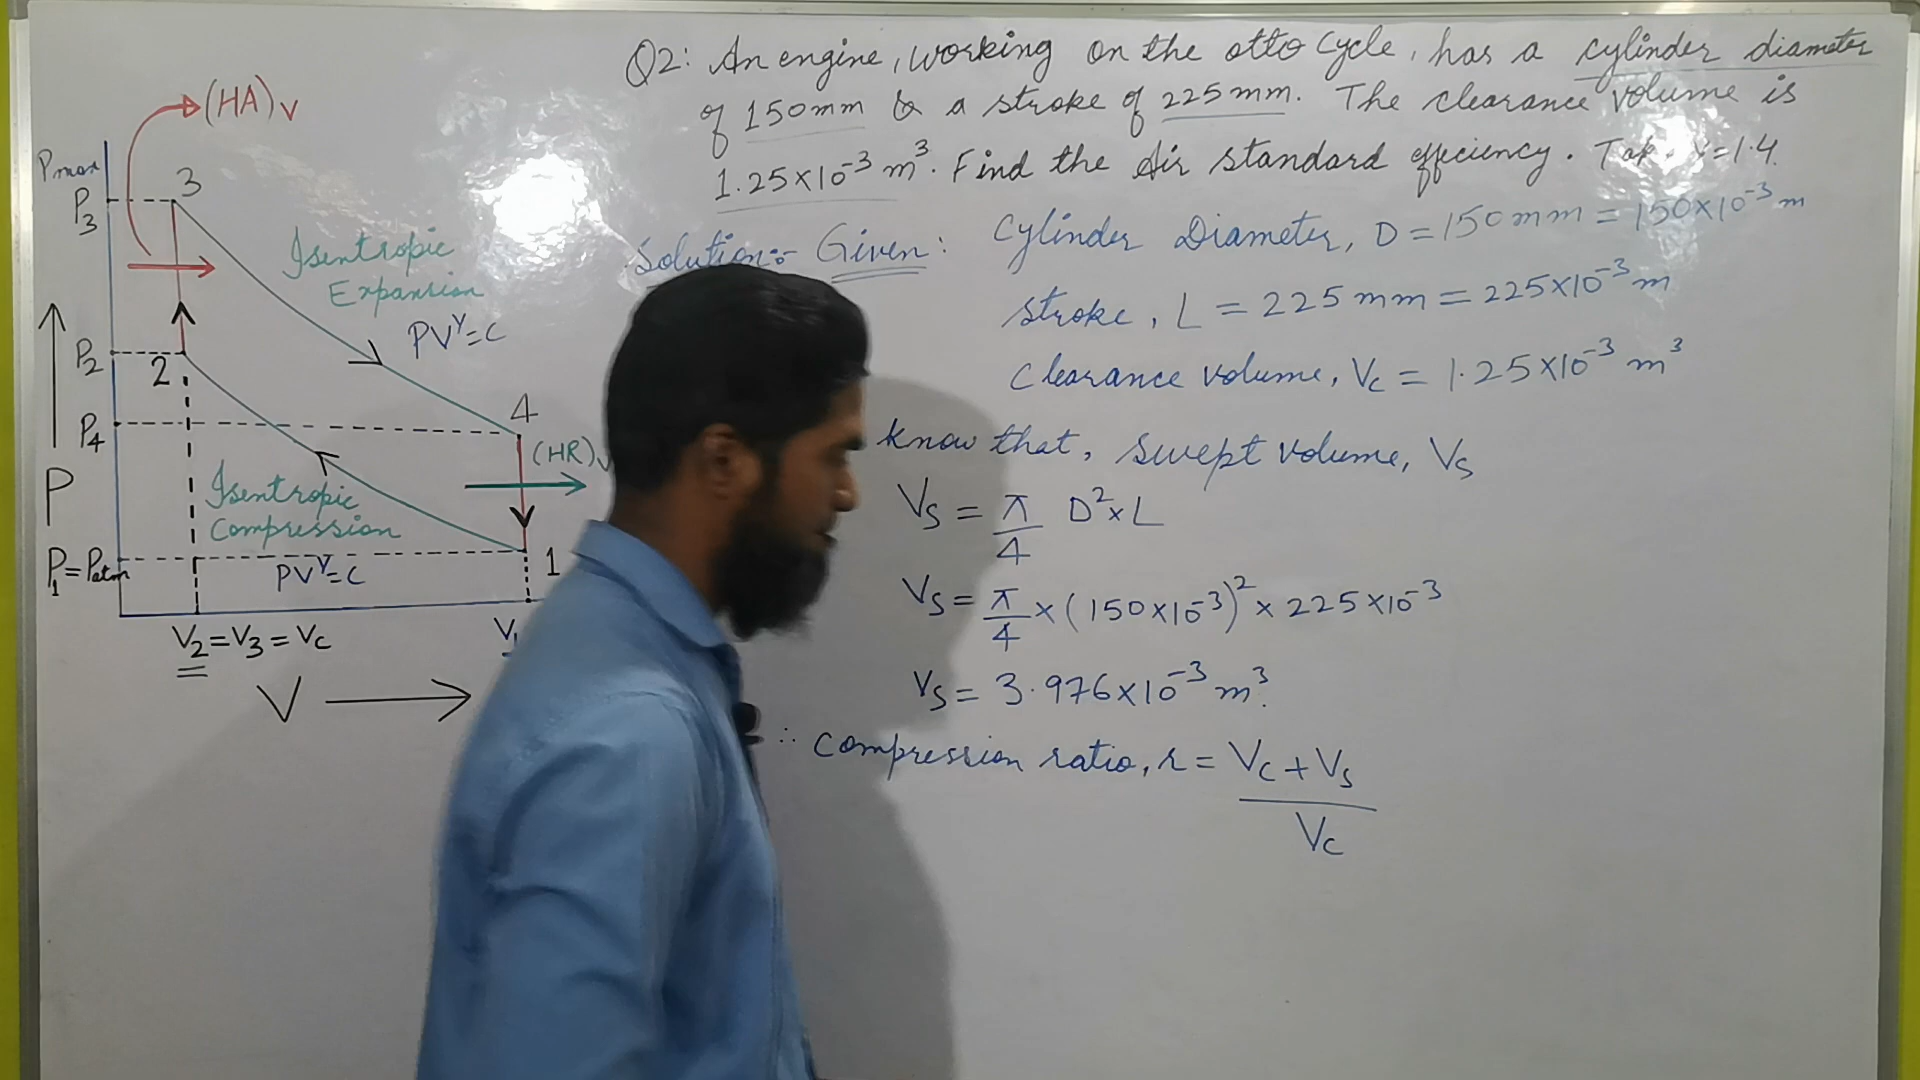 Q2: An engine, working on the otto cycle, has a cylinder diameter
of 150mm & a stroke of 225mm. The clearance volume is
1.25×10⁻³ m³. Find the Air standard efficiency. =1.4.
Solution:- Given: Cylinder Diameter, D = 150mm = 150×10⁻³ m
stroke, L = 225mm = 225×10⁻³ m
Clearance volume, Vc = 1.25×10⁻³ m³
know that, Swept volume, Vs
Vs = π/4 D²×L
Vs = π/4 × (150×10⁻³)² × 225×10⁻³
Vs = 3.976×10⁻³ m³.
∴ Compression ratio, r = Vc + Vs / Vc
(HA)v
Pmax
P3
3
Isentropic
Expansion
PVᵞ=C
P2
2
P4
4
(HR)v
P
Isentropic
Compression
P1 = Patm
PVᵞ=C
1
V2 = V3 = Vc
V1
V